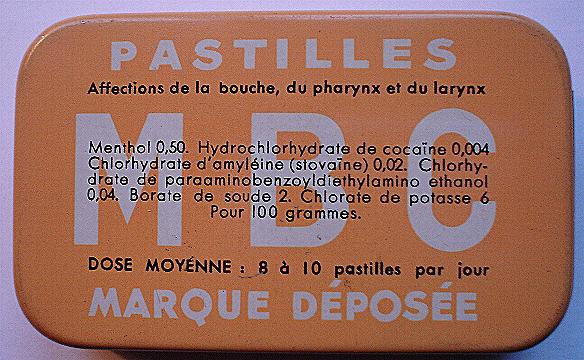 PASTILLES
Affections de la bouche, du pharynx et du larynx
MBC
Menthol 0,50. Hydrochlorhydrate de cocaïne 0,004
Chlorhydrate d'amyléine (stovaïne) 0,02. Chlorhy-
drate de paraaminobenzoyldiethylamino ethanol
0,04. Borate de soude 2. Chlorate de potasse 6
Pour 100 grammes.
DOSE MOYÉNNE : 8 à 10 pastilles par jour
MARQUE DÉPOSÉE